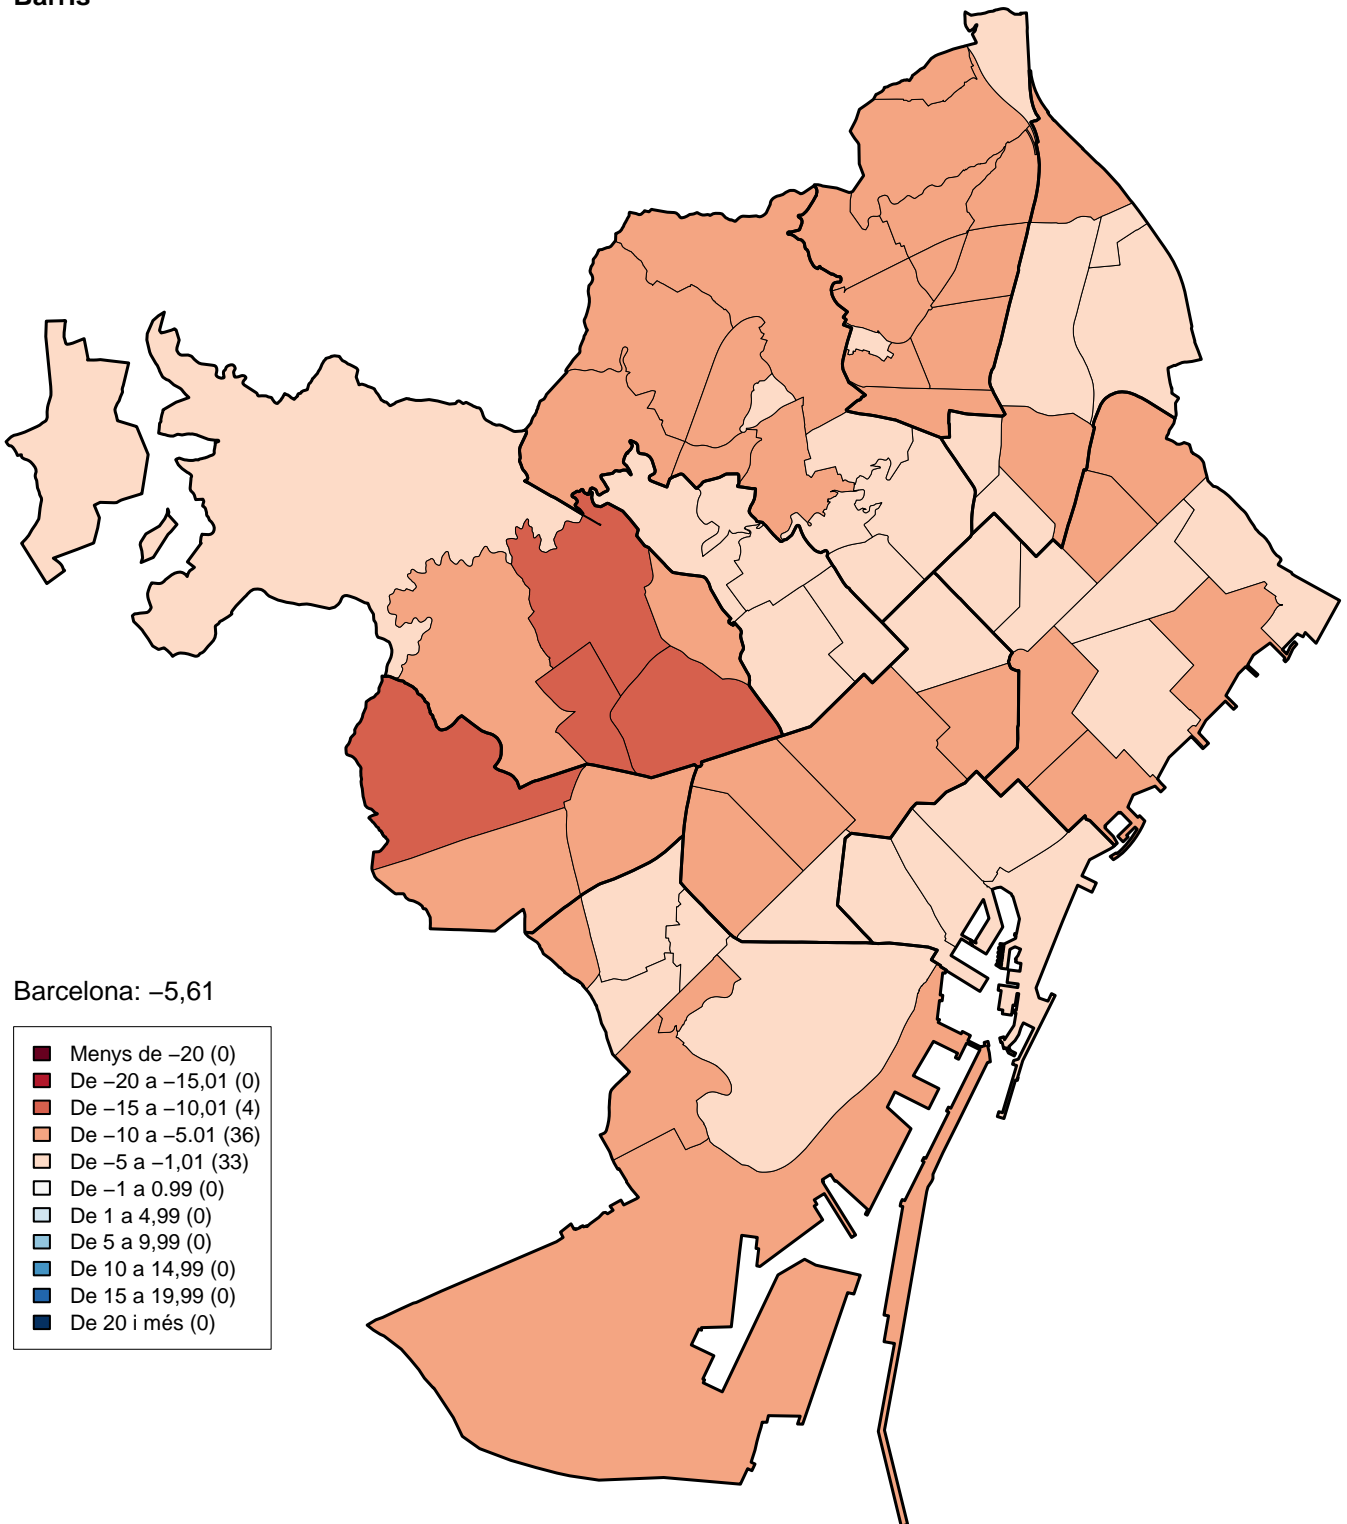 Barris
Barcelona: −5,61
Menys de −20 (0)
De −20 a −15,01 (0)
De −15 a −10,01 (4)
De −10 a −5.01 (36)
De −5 a −1,01 (33)
De −1 a 0.99 (0)
De 1 a 4,99 (0)
De 5 a 9,99 (0)
De 10 a 14,99 (0)
De 15 a 19,99 (0)
De 20 i més (0)